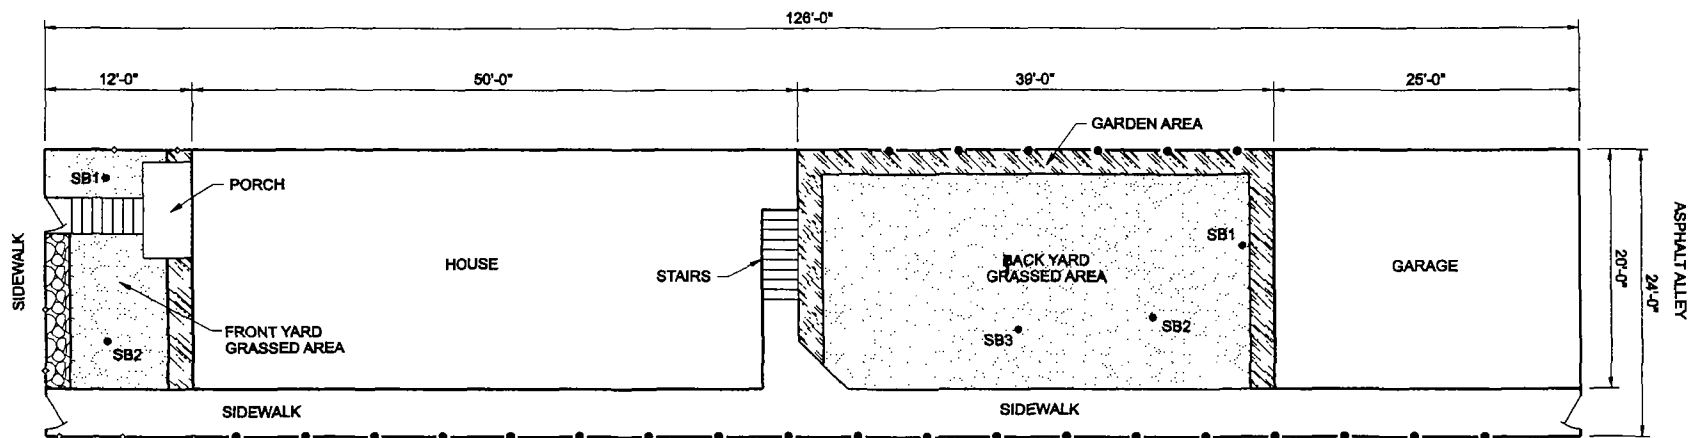 126'-0"
12'-0"
50'-0"
39'-0"
25'-0"
GARDEN AREA
SB1
PORCH
SIDEWALK
HOUSE
STAIRS
SB1
BACK YARD
GRASSED AREA
GARAGE
20'-0"
24'-0"
ASPHALT ALLEY
FRONT YARD
GRASSED AREA
SB2
SB3
SB2
SIDEWALK
SIDEWALK